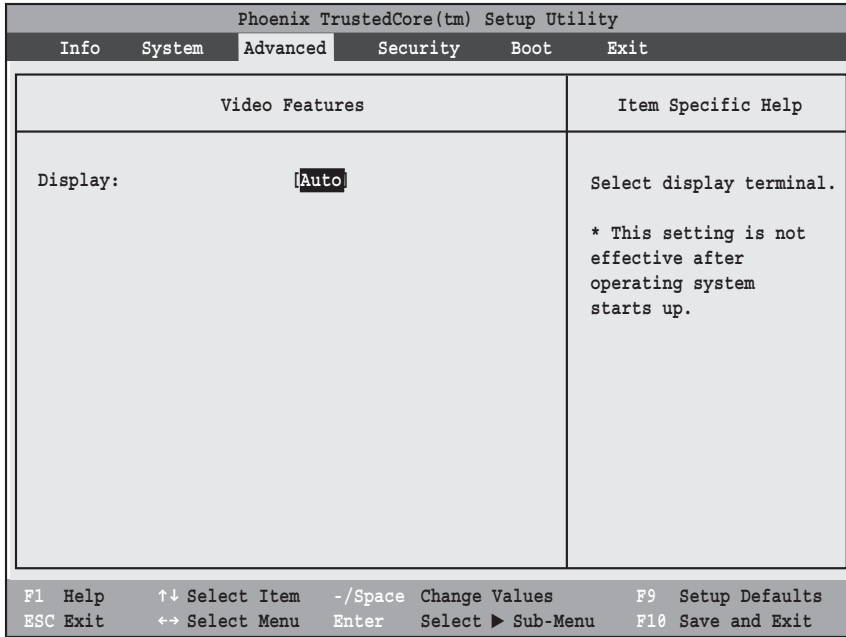 Phoenix TrustedCore(tm) Setup Utility
Info System Advanced Security Boot Exit
Video Features
Item Specific Help
Display: [Auto]
Select display terminal.
* This setting is not
effective after
operating system
starts up.
F1 Help ↑↓ Select Item -/Space Change Values F9 Setup Defaults
ESC Exit ←→ Select Menu Enter Select ▶ Sub-Menu F10 Save and Exit